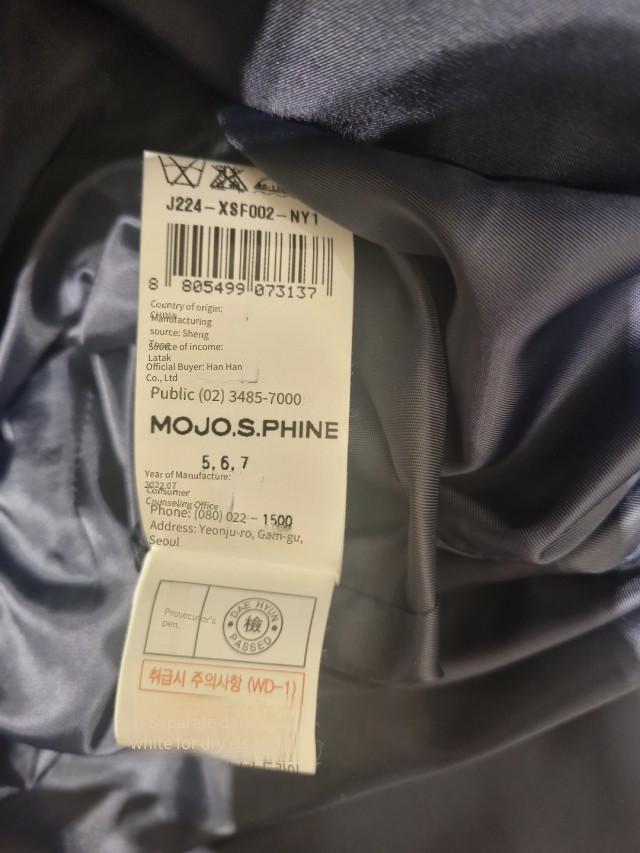 J224-XSF002-NY1
8 805499 073137
Country of origin:
CHINA
Manufacturing
source: Sheng
Source of income:
Latak
Official Buyer: Han Han
Co., Ltd
Public (02) 3485-7000
MOJO.S.PHINE
5, 6, 7
Year of Manufacture:
2022.07
Consumer
Counseling Office
Phone: (080) 022 - 1500
Address: Yeonju-ro, Gam-gu,
Seoul
Prosecutor's
pen.
DAE HYUN
檢
PASSED
취급시 주의사항 (WD-1)
Separate
white for dry